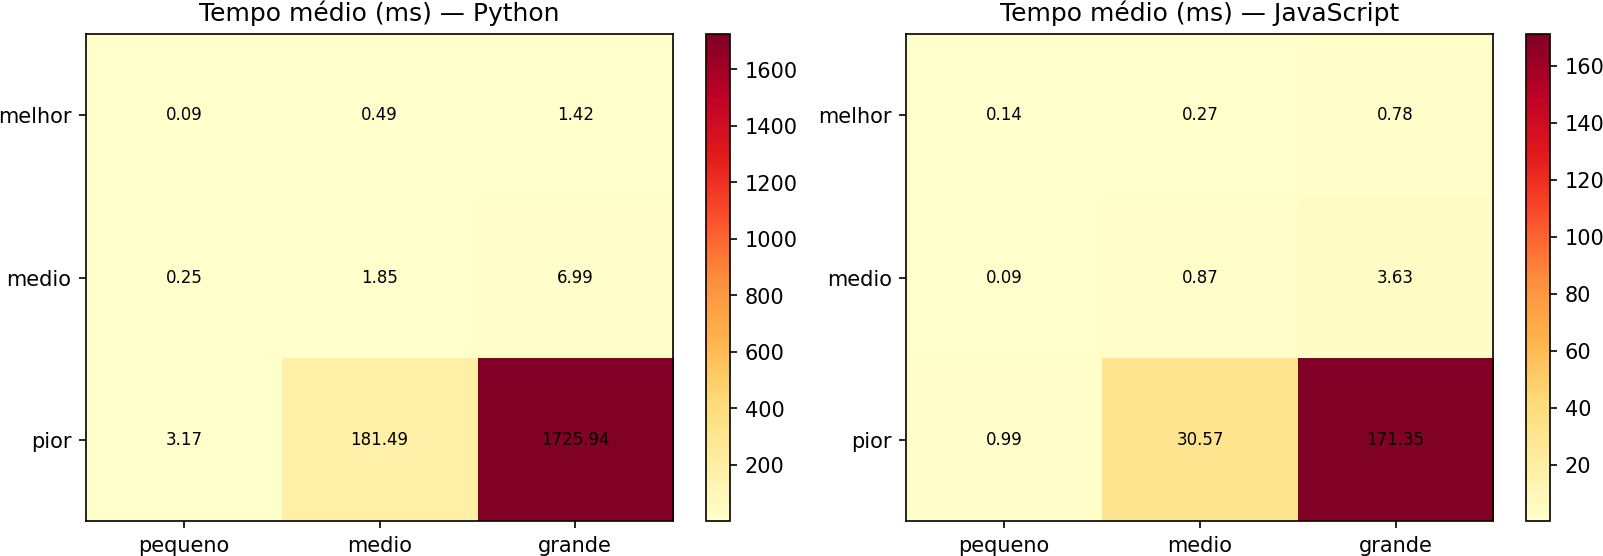 Tempo médio (ms) — Python
melhor 0.09 0.49 1.42
medio 0.25 1.85 6.99
pior 3.17 181.49 1725.94
pequeno medio grande
1600
1400
1200
1000
800
600
400
200
Tempo médio (ms) — JavaScript
melhor 0.14 0.27 0.78
medio 0.09 0.87 3.63
pior 0.99 30.57 171.35
pequeno medio grande
160
140
120
100
80
60
40
20